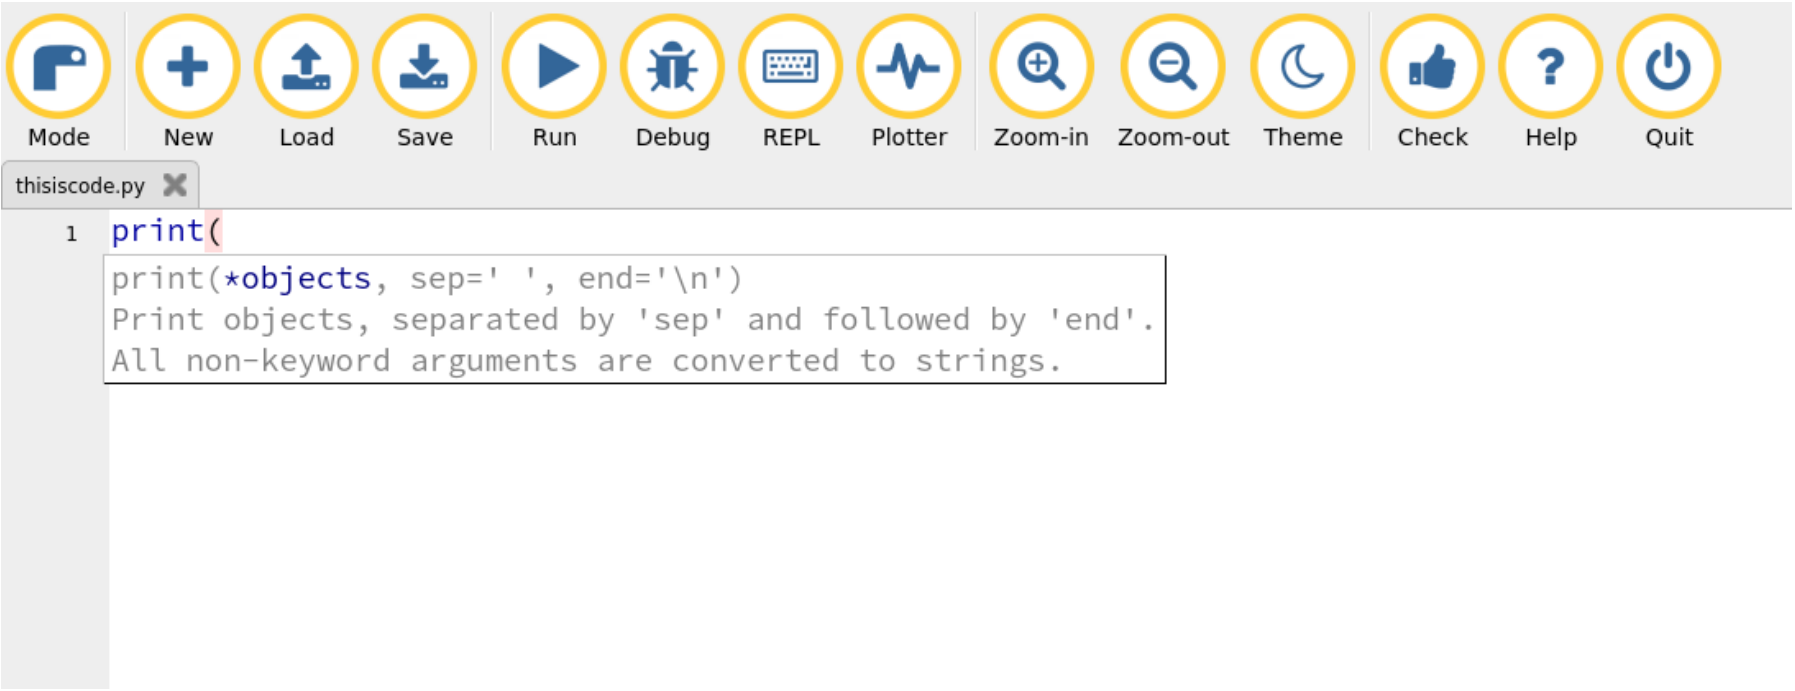 Mode New Load Save Run Debug REPL Plotter Zoom-in Zoom-out Theme Check Help Quit
thisiscode.py
1 print(
print(*objects, sep=' ', end='\n')
Print objects, separated by 'sep' and followed by 'end'.
All non-keyword arguments are converted to strings.